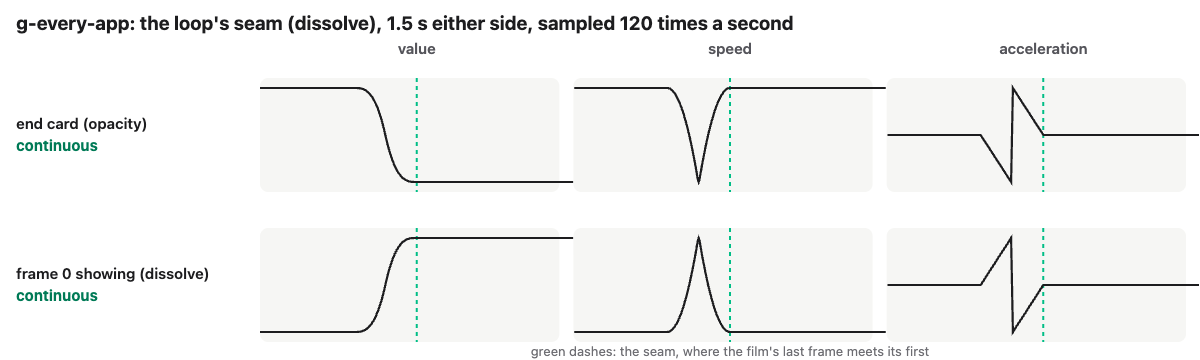 g-every-app: the loop's seam (dissolve), 1.5 s either side, sampled 120 times a second
value speed acceleration
end card (opacity)
continuous
frame 0 showing (dissolve)
continuous
green dashes: the seam, where the film's last frame meets its first